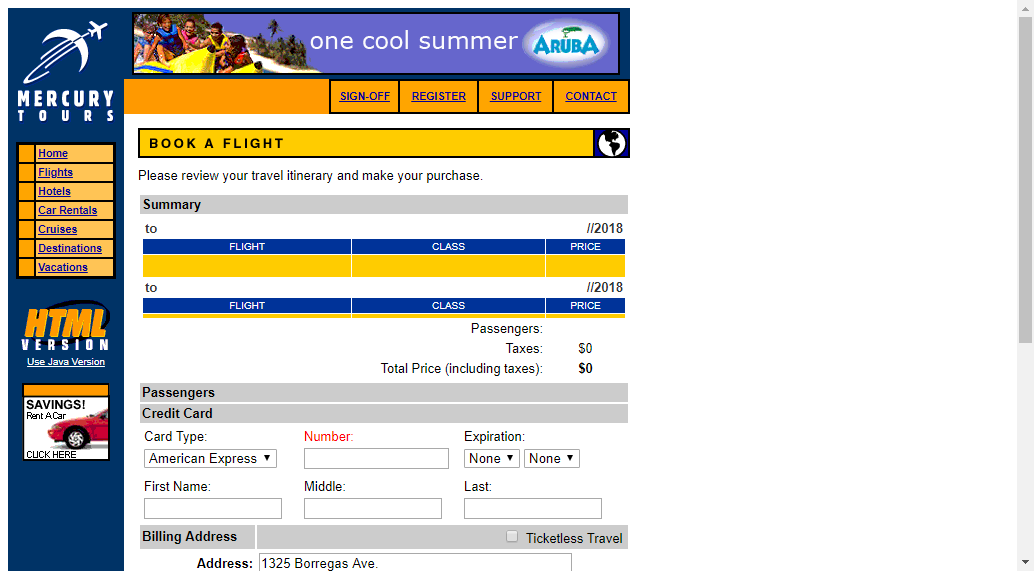 one cool summer ARUBA
MERCURY
TOURS
SIGN-OFF REGISTER SUPPORT CONTACT
BOOK A FLIGHT
Home
Flights
Hotels
Car Rentals
Cruises
Destinations
Vacations
HTML
VERSION
Use Java Version
SAVINGS!
Rent A Car
CLICK HERE
Please review your travel itinerary and make your purchase.
Summary
to //2018
FLIGHT CLASS PRICE
to //2018
FLIGHT CLASS PRICE
Passengers:
Taxes: $0
Total Price (including taxes): $0
Passengers
Credit Card
Card Type: Number: Expiration:
American Express None None
First Name: Middle: Last:
Billing Address Ticketless Travel
Address: 1325 Borregas Ave.